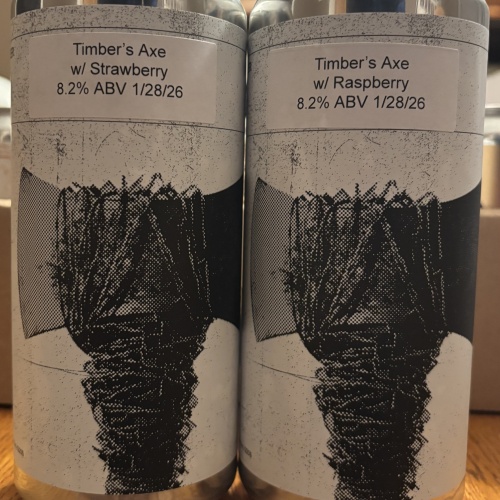 Timber's Axe
w/ Strawberry
8.2% ABV 1/28/26
Timber's Axe
w/ Raspberry
8.2% ABV 1/28/26